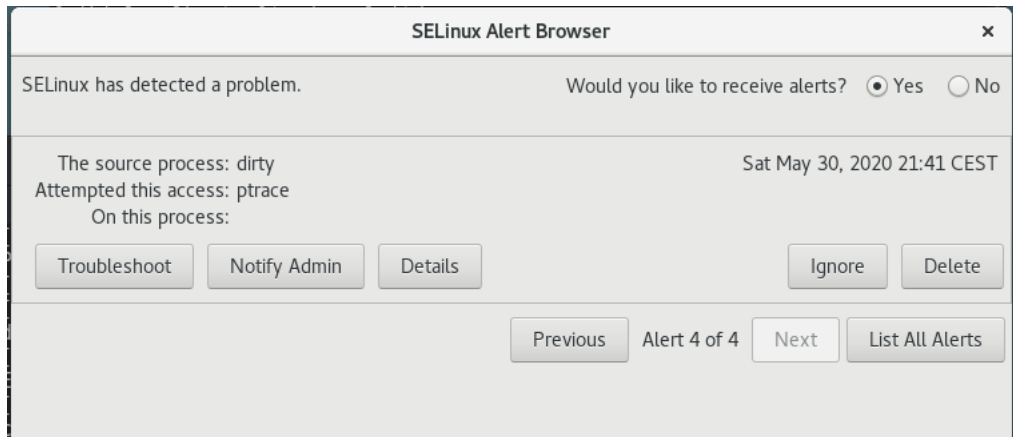 SELinux Alert Browser ×
SELinux has detected a problem. Would you like to receive alerts? Yes No
The source process: dirty Sat May 30, 2020 21:41 CEST
Attempted this access: ptrace
On this process:
Troubleshoot Notify Admin Details Ignore Delete
Previous Alert 4 of 4 Next List All Alerts